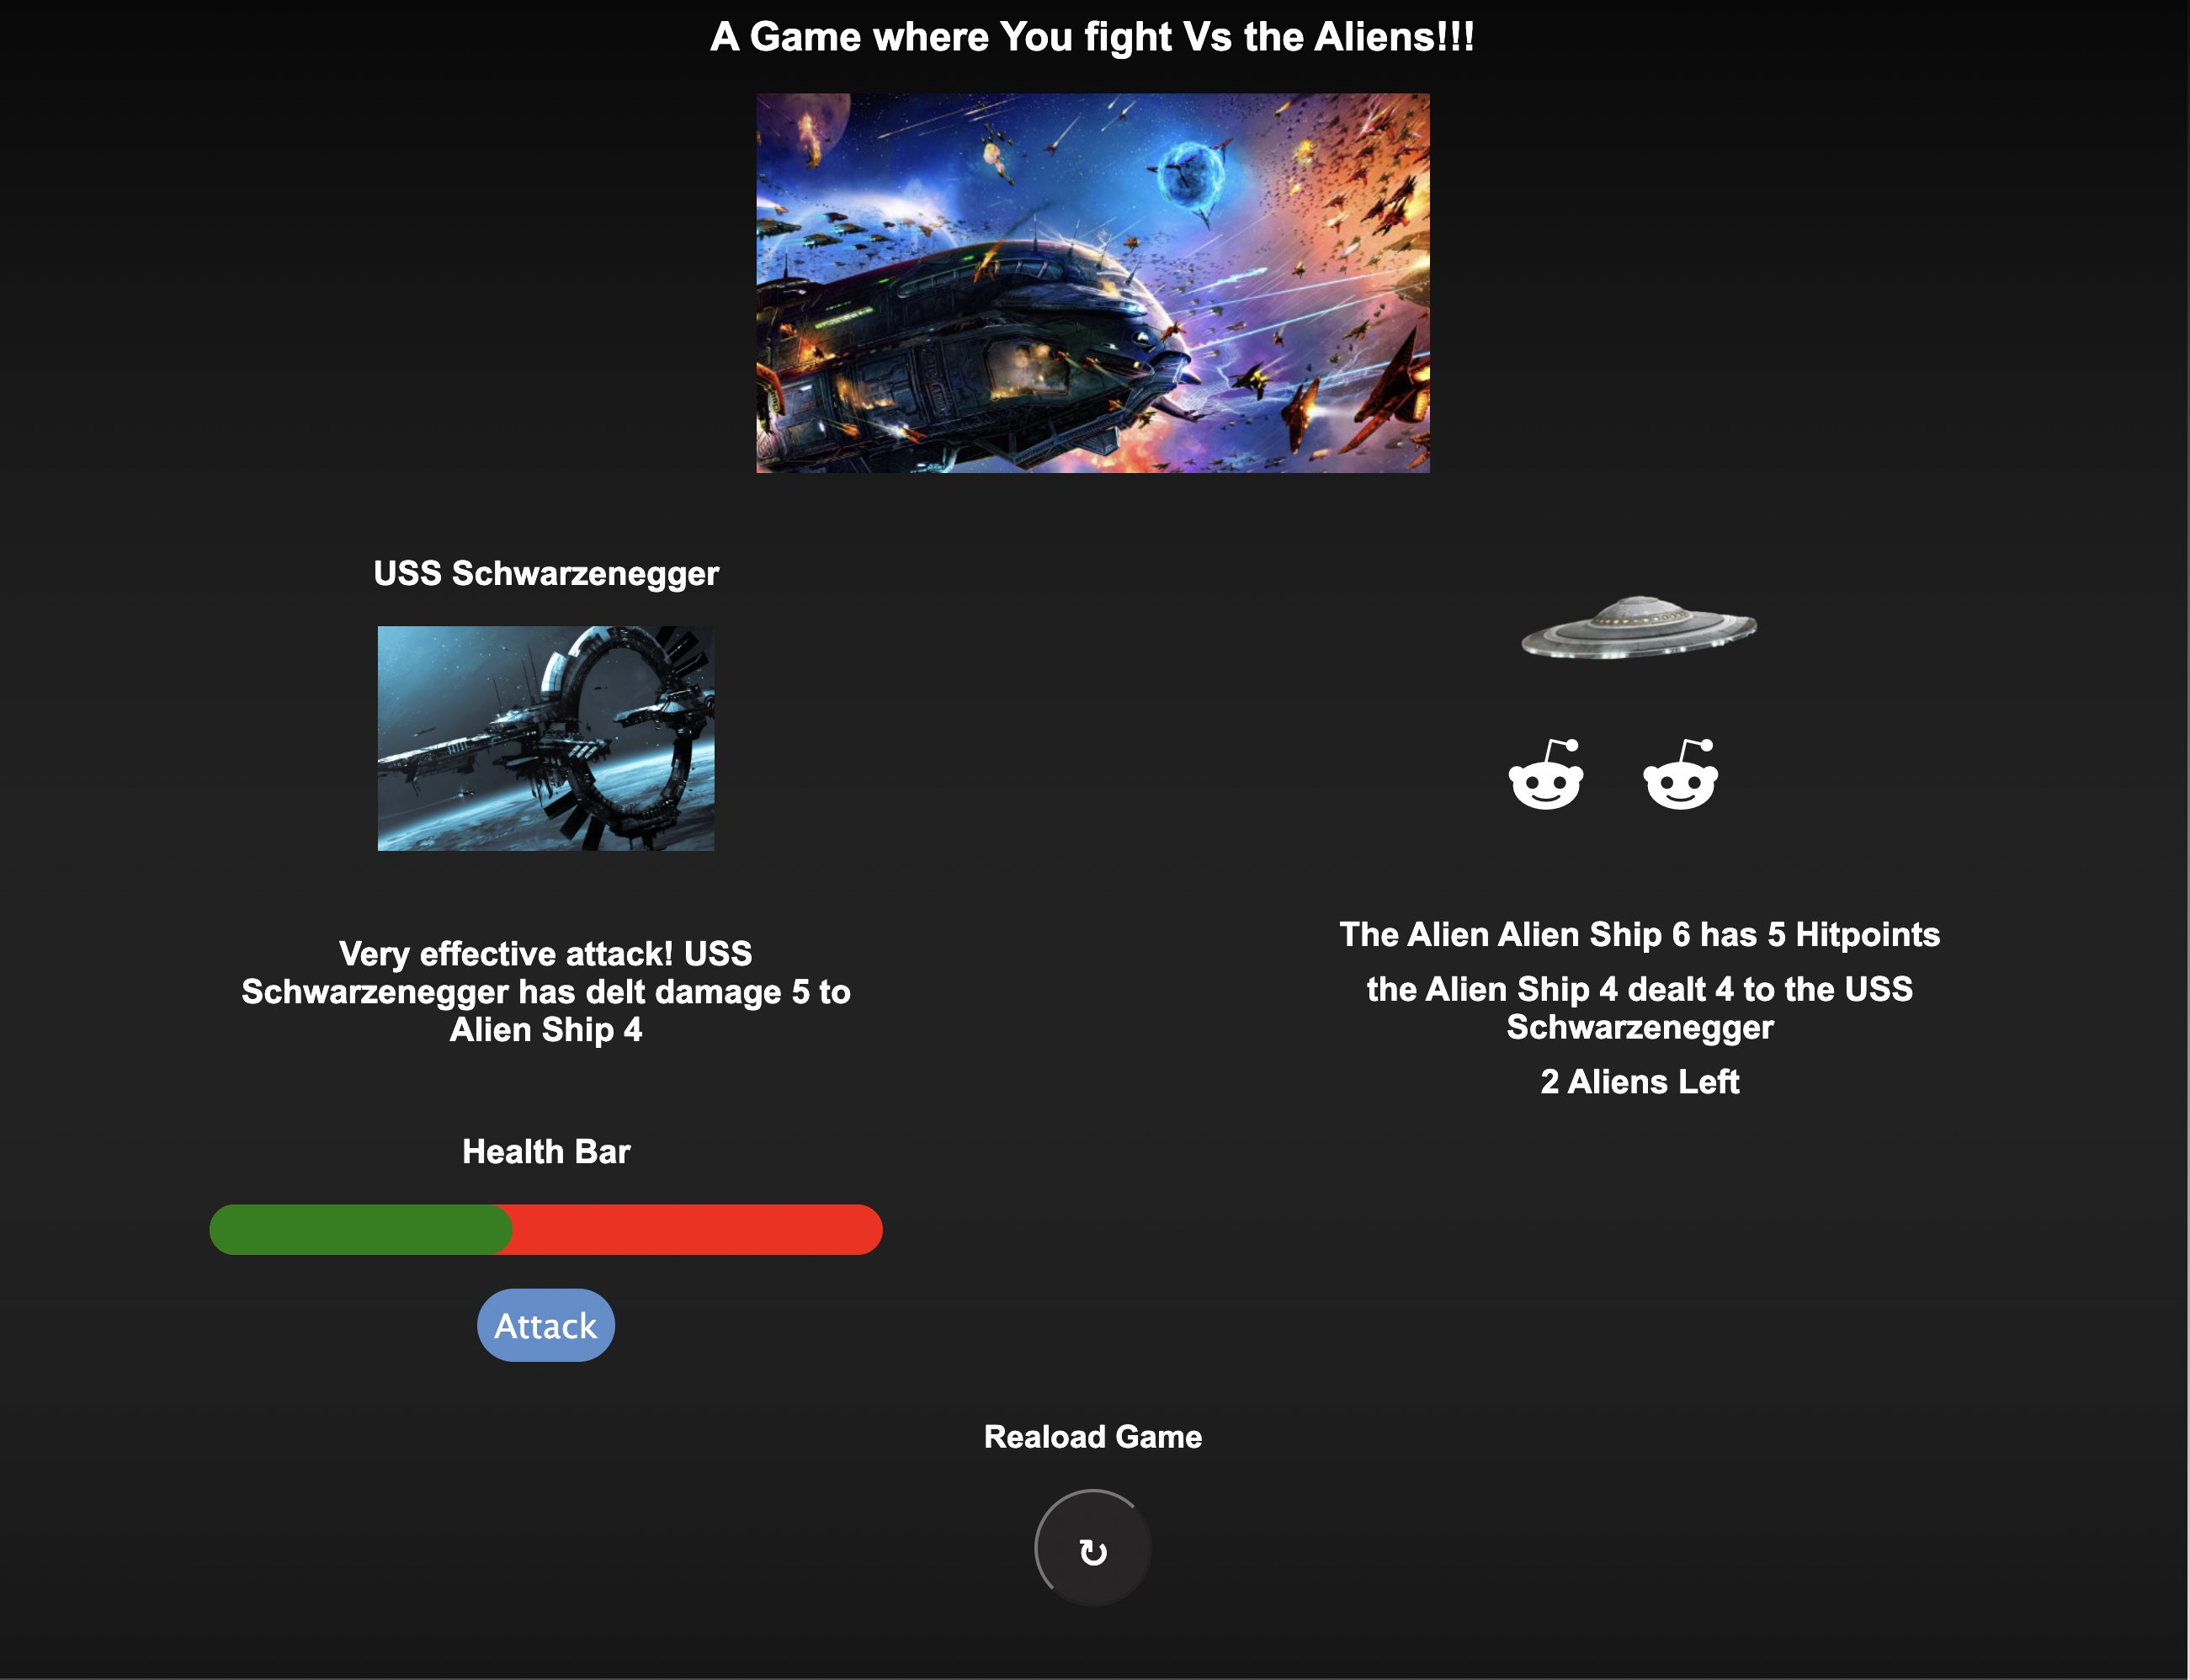 A Game where You fight Vs the Aliens!!!
USS Schwarzenegger
Very effective attack! USS
Schwarzenegger has delt damage 5 to
Alien Ship 4
Health Bar
Attack
The Alien Alien Ship 6 has 5 Hitpoints
the Alien Ship 4 dealt 4 to the USS
Schwarzenegger
2 Aliens Left
Reaload Game
↻